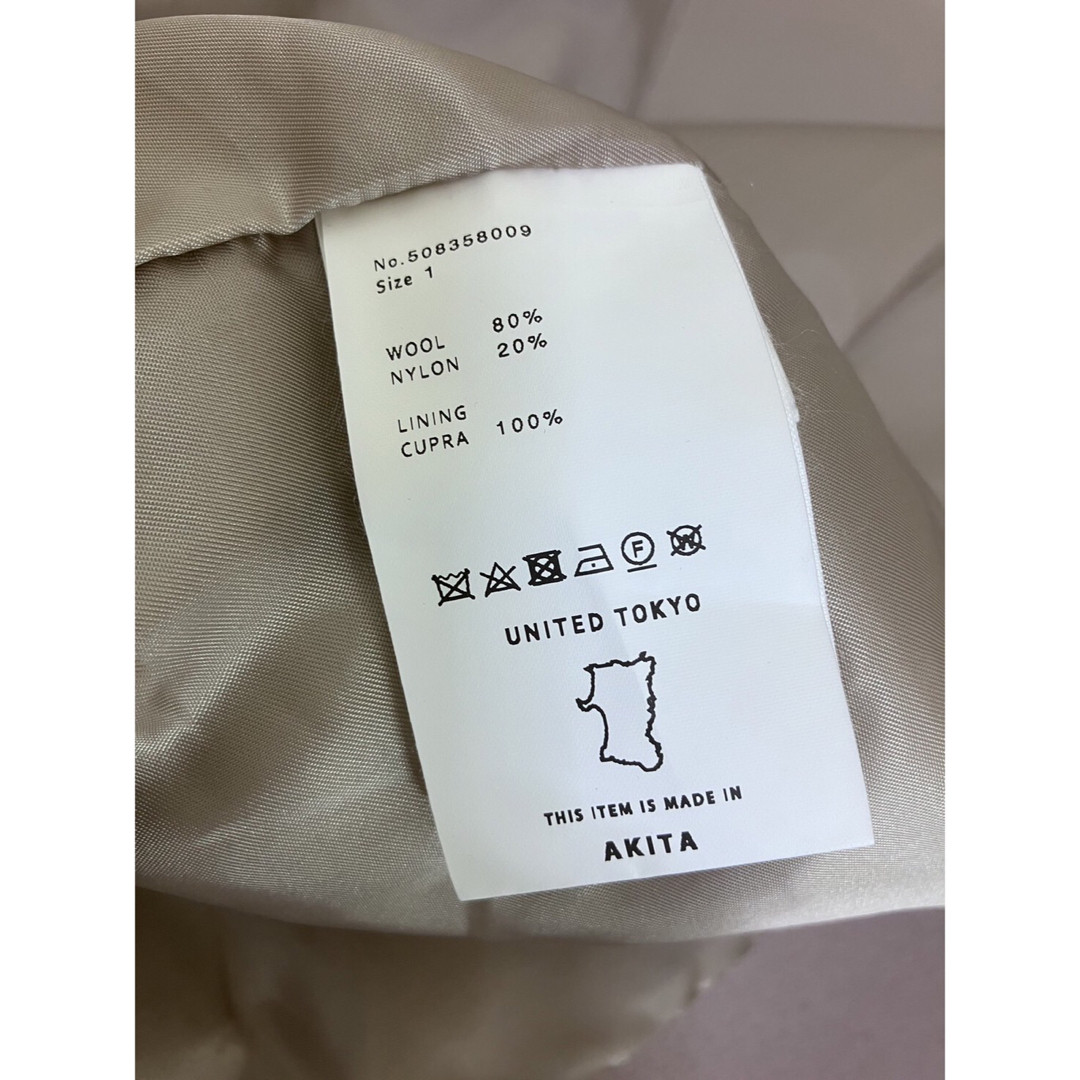 No.508358009
Size 1
WOOL 80%
NYLON 20%
LINING
CUPRA 100%
F W
UNITED TOKYO
THIS ITEM IS MADE IN
AKITA